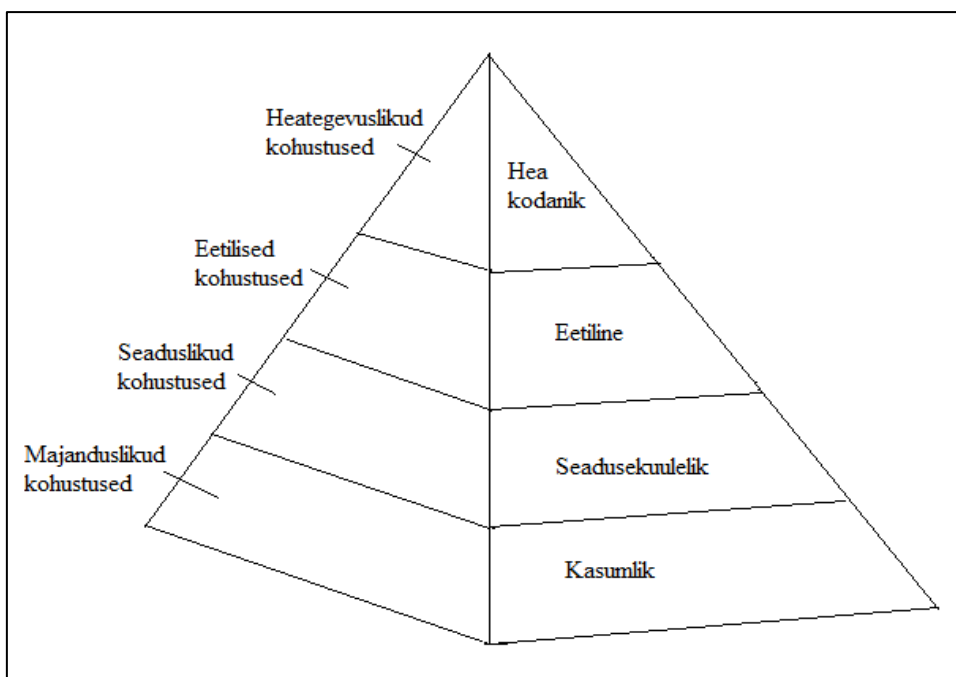 Heategevuslikud
kohustused
Hea
kodanik
Eetilised
kohustused
Eetiline
Seaduslikud
kohustused
Majanduslikud
kohustused
Seadusekuulelik
Kasumlik